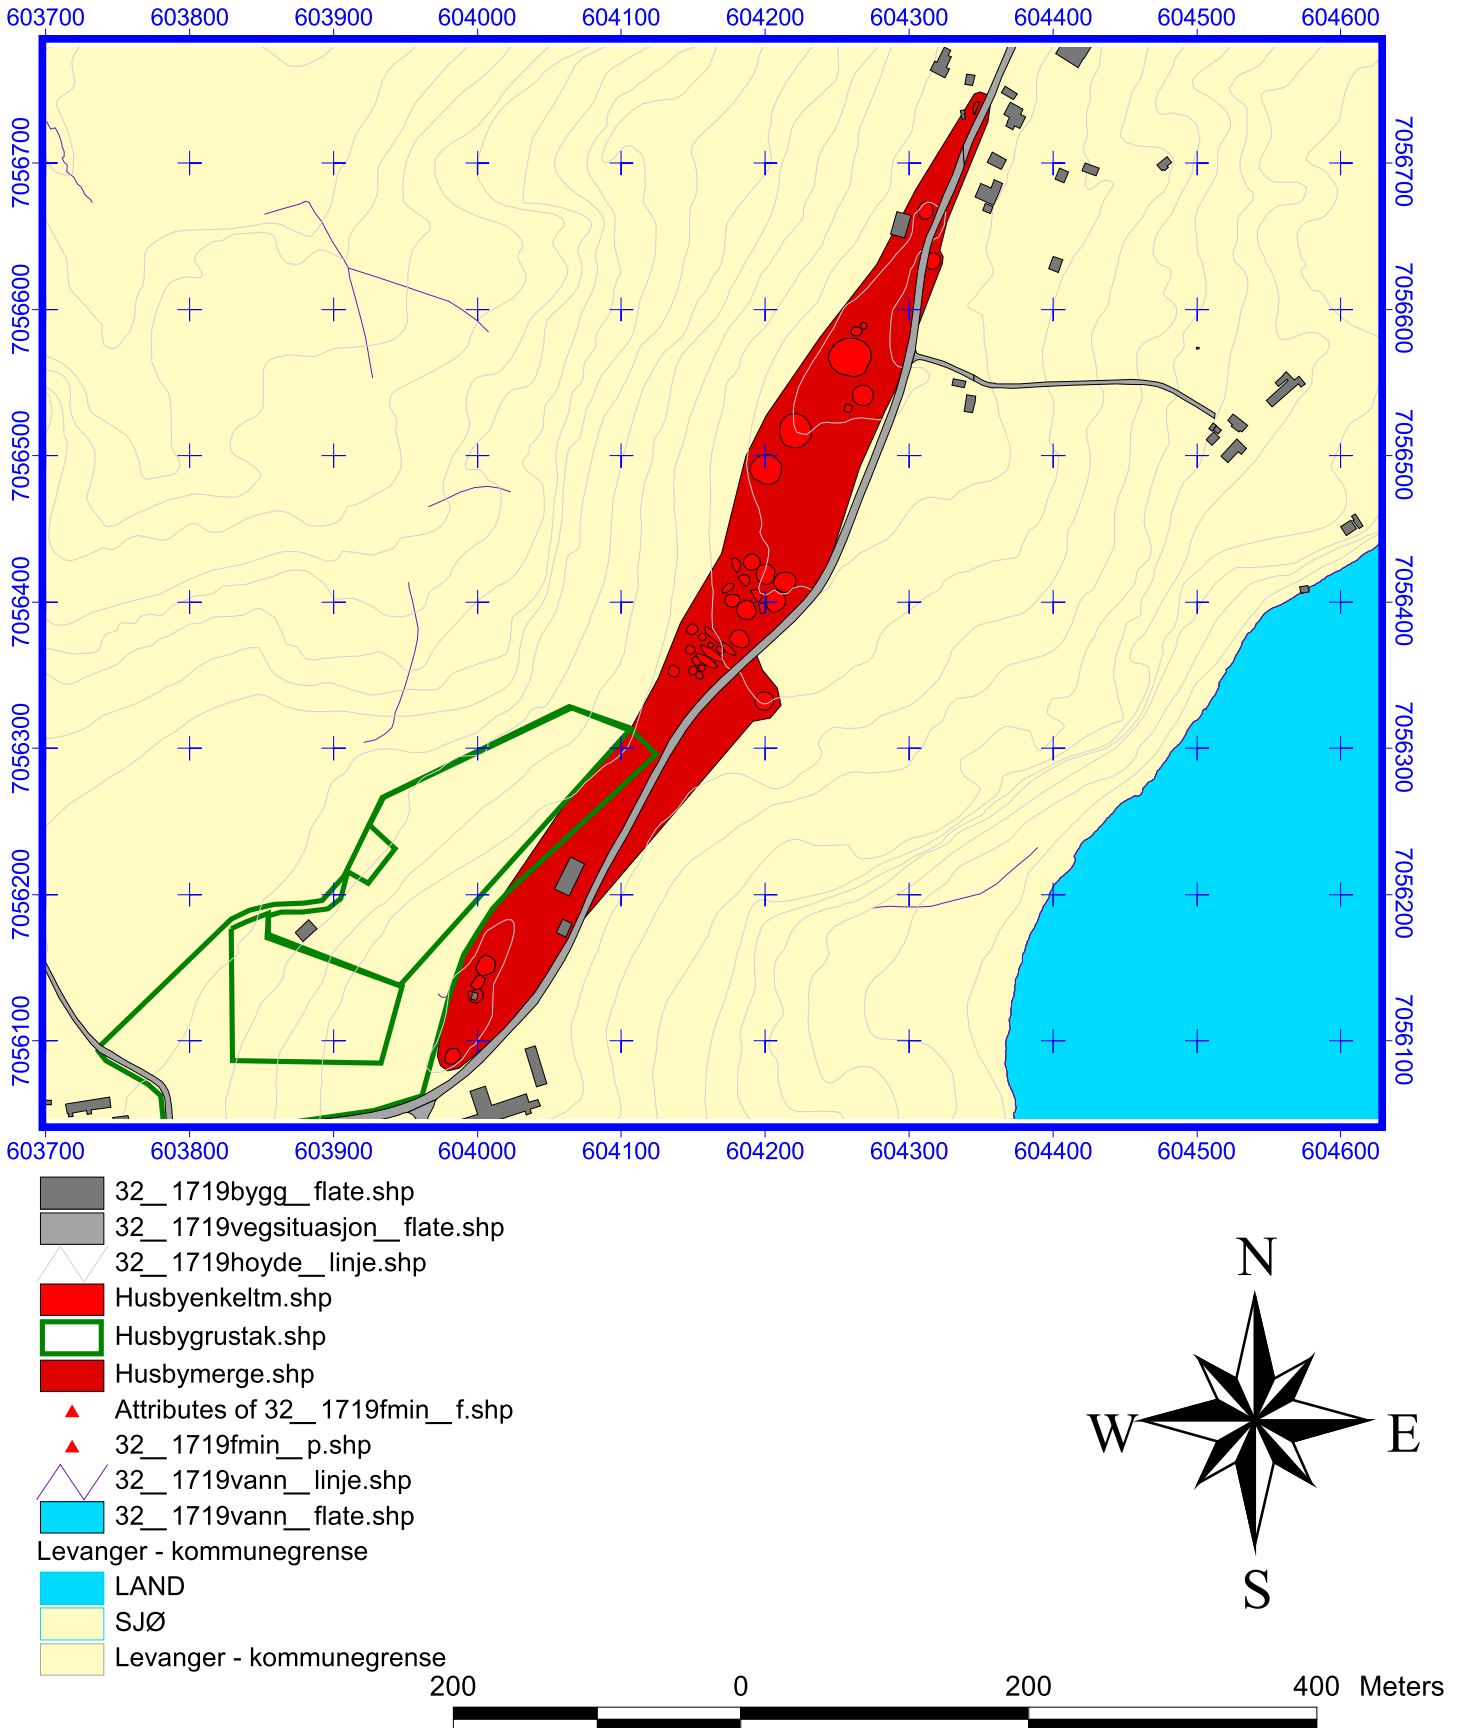 603700 603800 603900 604000 604100 604200 604300 604400 604500 604600
7056700 7056700
7056600 7056600
7056500 7056500
7056400 7056400
7056300 7056300
7056200 7056200
7056100 7056100
603700 603800 603900 604000 604100 604200 604300 604400 604500 604600
32__1719bygg__flate.shp
32__1719vegsituasjon__flate.shp
32__1719hoyde__linje.shp
Husbyenkeltm.shp
Husbygrustak.shp
Husbymerge.shp
Attributes of 32__1719fmin__f.shp
32__1719fmin__p.shp
32__1719vann__linje.shp
32__1719vann__flate.shp
Levanger - kommunegrense
LAND
SJØ
Levanger - kommunegrense
N
W E
S
200 0 200 400 Meters